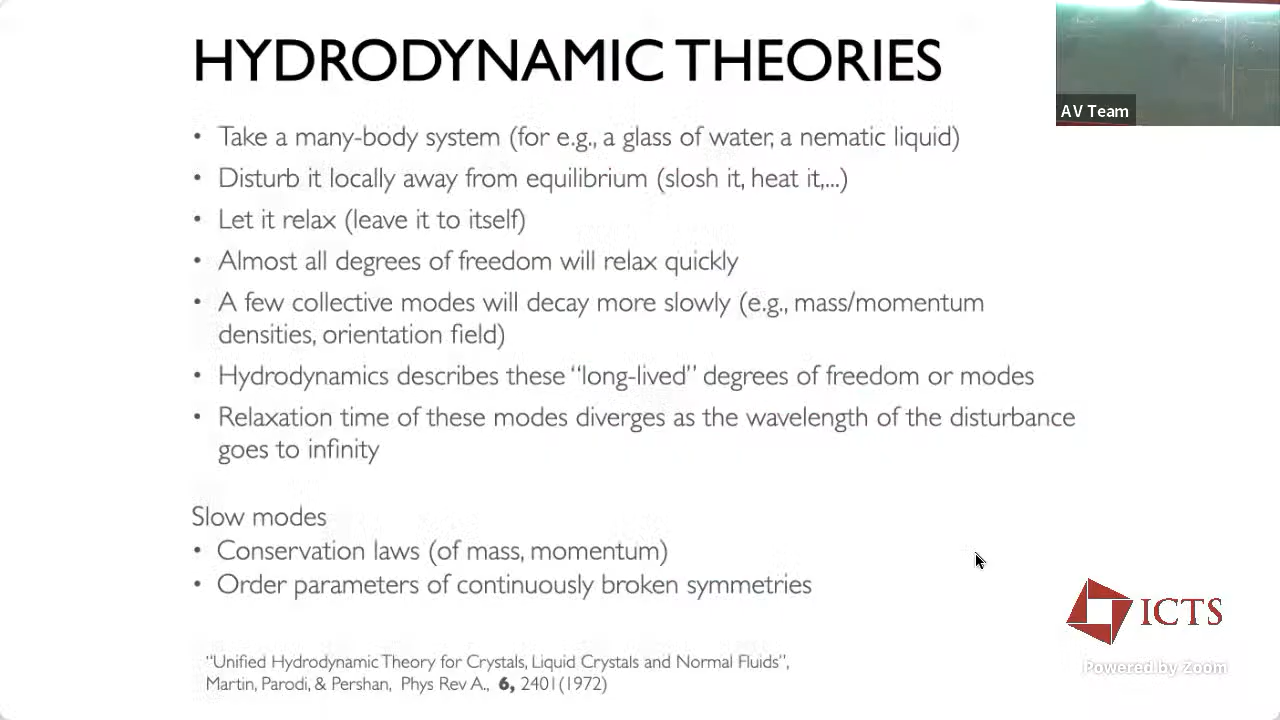 HYDRODYNAMIC THEORIES
AV Team
• Take a many-body system (for e.g., a glass of water, a nematic liquid)
• Disturb it locally away from equilibrium (slosh it, heat it,...)
• Let it relax (leave it to itself)
• Almost all degrees of freedom will relax quickly
• A few collective modes will decay more slowly (e.g., mass/momentum
densities, orientation field)
• Hydrodynamics describes these “long-lived” degrees of freedom or modes
• Relaxation time of these modes diverges as the wavelength of the disturbance
goes to infinity
Slow modes
• Conservation laws (of mass, momentum)
• Order parameters of continuously broken symmetries
ICTS
Powered by Zoom
“Unified Hydrodynamic Theory for Crystals, Liquid Crystals and Normal Fluids”,
Martin, Parodi, & Pershan, Phys Rev A., 6, 2401(1972)